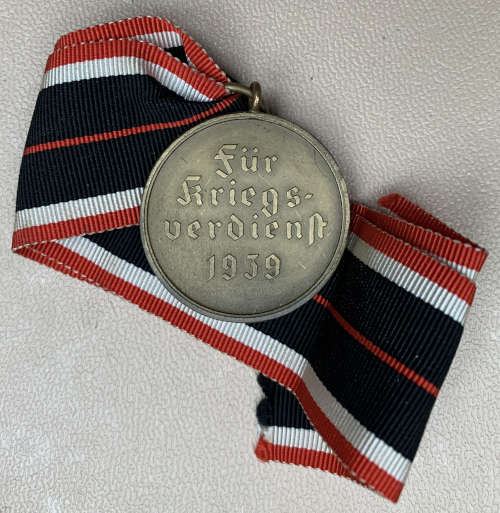 Für
Kriegs-
verdienſt
1939